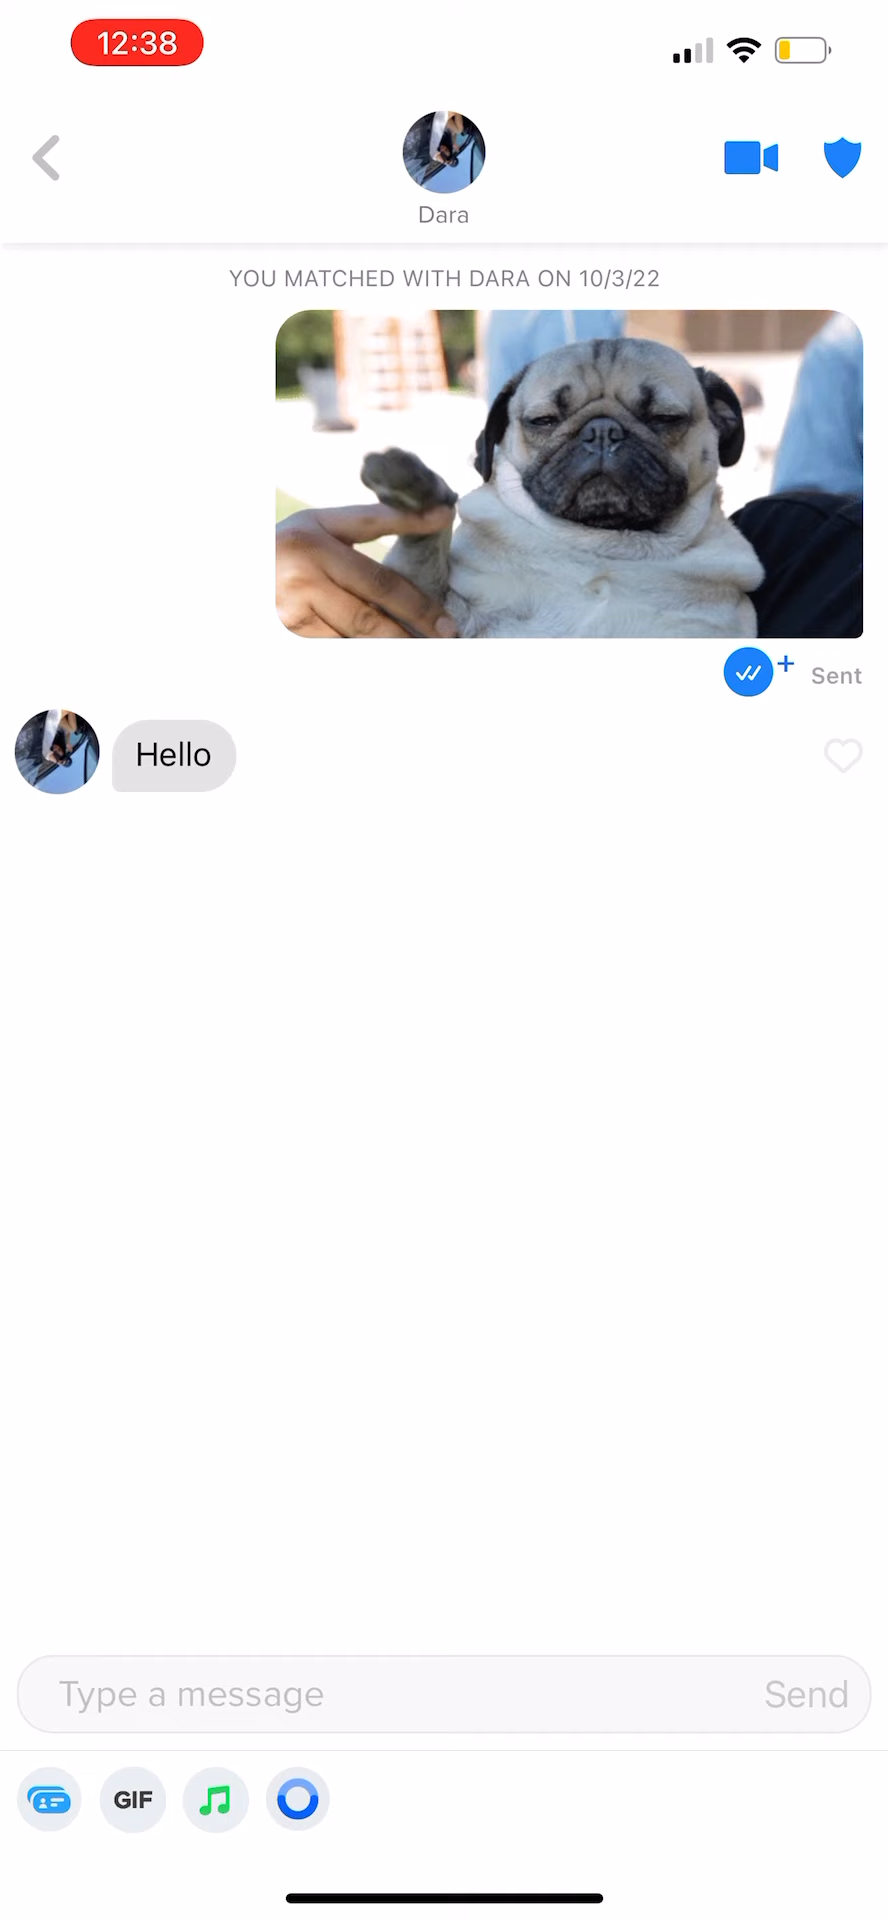 12:38
Dara
YOU MATCHED WITH DARA ON 10/3/22
Sent
Hello
Type a message
Send
GIF